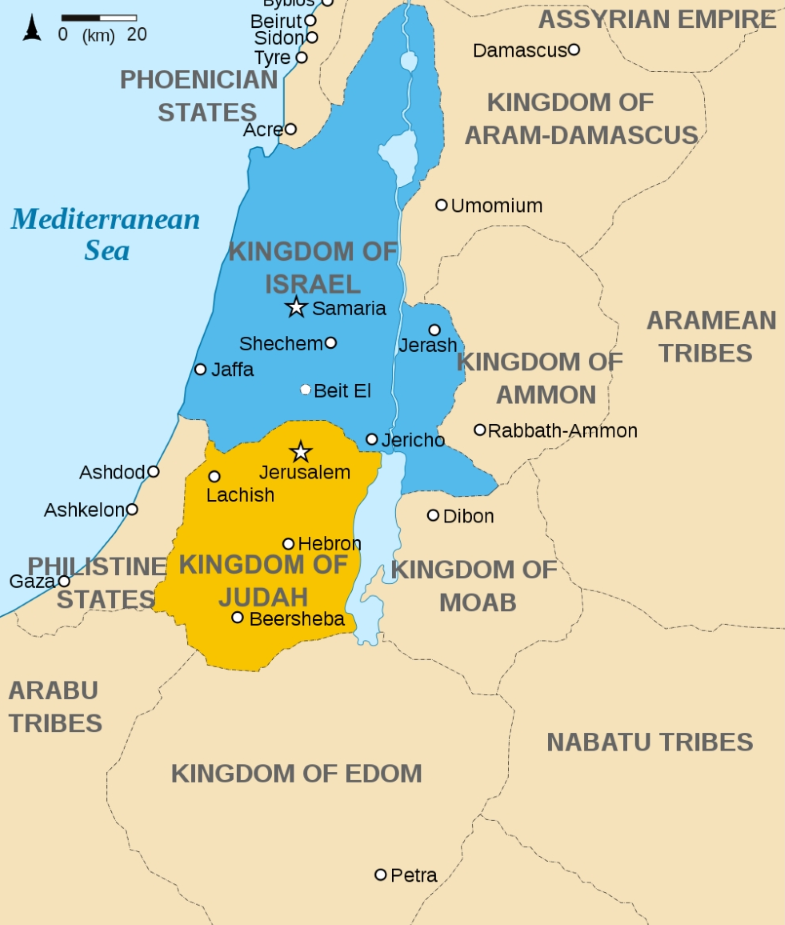 Byblos
Beirut
Sidon
Tyre
0 (km) 20
ASSYRIAN EMPIRE
Damascus
PHOENICIAN
STATES
KINGDOM OF
ARAM-DAMASCUS
Acre
Umomium
Mediterranean
Sea
KINGDOM OF
ISRAEL
Samaria
Shechem
Jerash
ARAMEAN
TRIBES
KINGDOM OF
AMMON
Jaffa
Beit El
Jericho
Rabbath-Ammon
Jerusalem
Ashdod
Lachish
Ashkelon
Dibon
Hebron
PHILISTINE
STATES
KINGDOM OF
JUDAH
KINGDOM OF
MOAB
Gaza
Beersheba
ARABU
TRIBES
NABATU TRIBES
KINGDOM OF EDOM
Petra